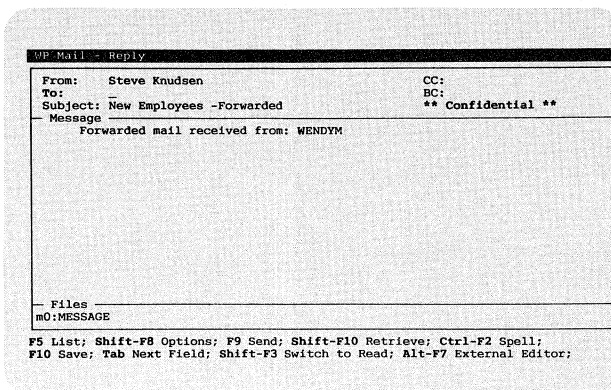 WP Mail - Reply
From: Steve Knudsen CC:
To: _ BC:
Subject: New Employees -Forwarded ** Confidential **
Message
Forwarded mail received from: WENDYM
Files
m0:MESSAGE
F5 List; Shift-F8 Options; F9 Send; Shift-F10 Retrieve; Ctrl-F2 Spell;
F10 Save; Tab Next Field; Shift-F3 Switch to Read; Alt-F7 External Editor;